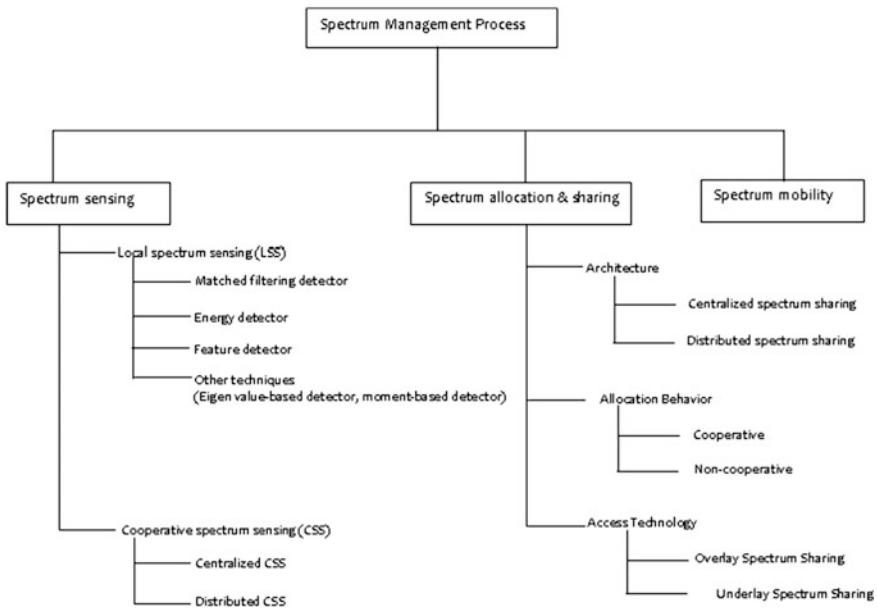 Spectrum Management Process
Spectrum sensing
Spectrum allocation & sharing
Spectrum mobility
Local spectrum sensing (LSS)
Matched filtering detector
Energy detector
Feature detector
Other techniques
(Eigen value-based detector, moment-based detector)
Cooperative spectrum sensing (CSS)
Centralized CSS
Distributed CSS
Architecture
Centralized spectrum sharing
Distributed spectrum sharing
Allocation Behavior
Cooperative
Non-cooperative
Access Technology
Overlay Spectrum Sharing
Underlay Spectrum Sharing